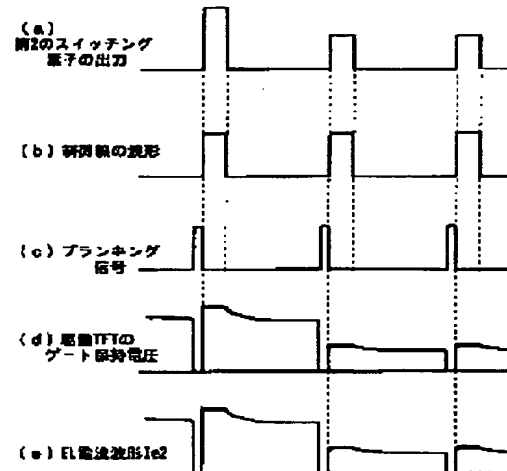 (a)
第2のスイッチング
素子の出力
(b) 制御線の波形
(c) ブランキング
信号
(d) 駆動TFTの
ゲート保持電圧
(e) EL電流波形Ie2